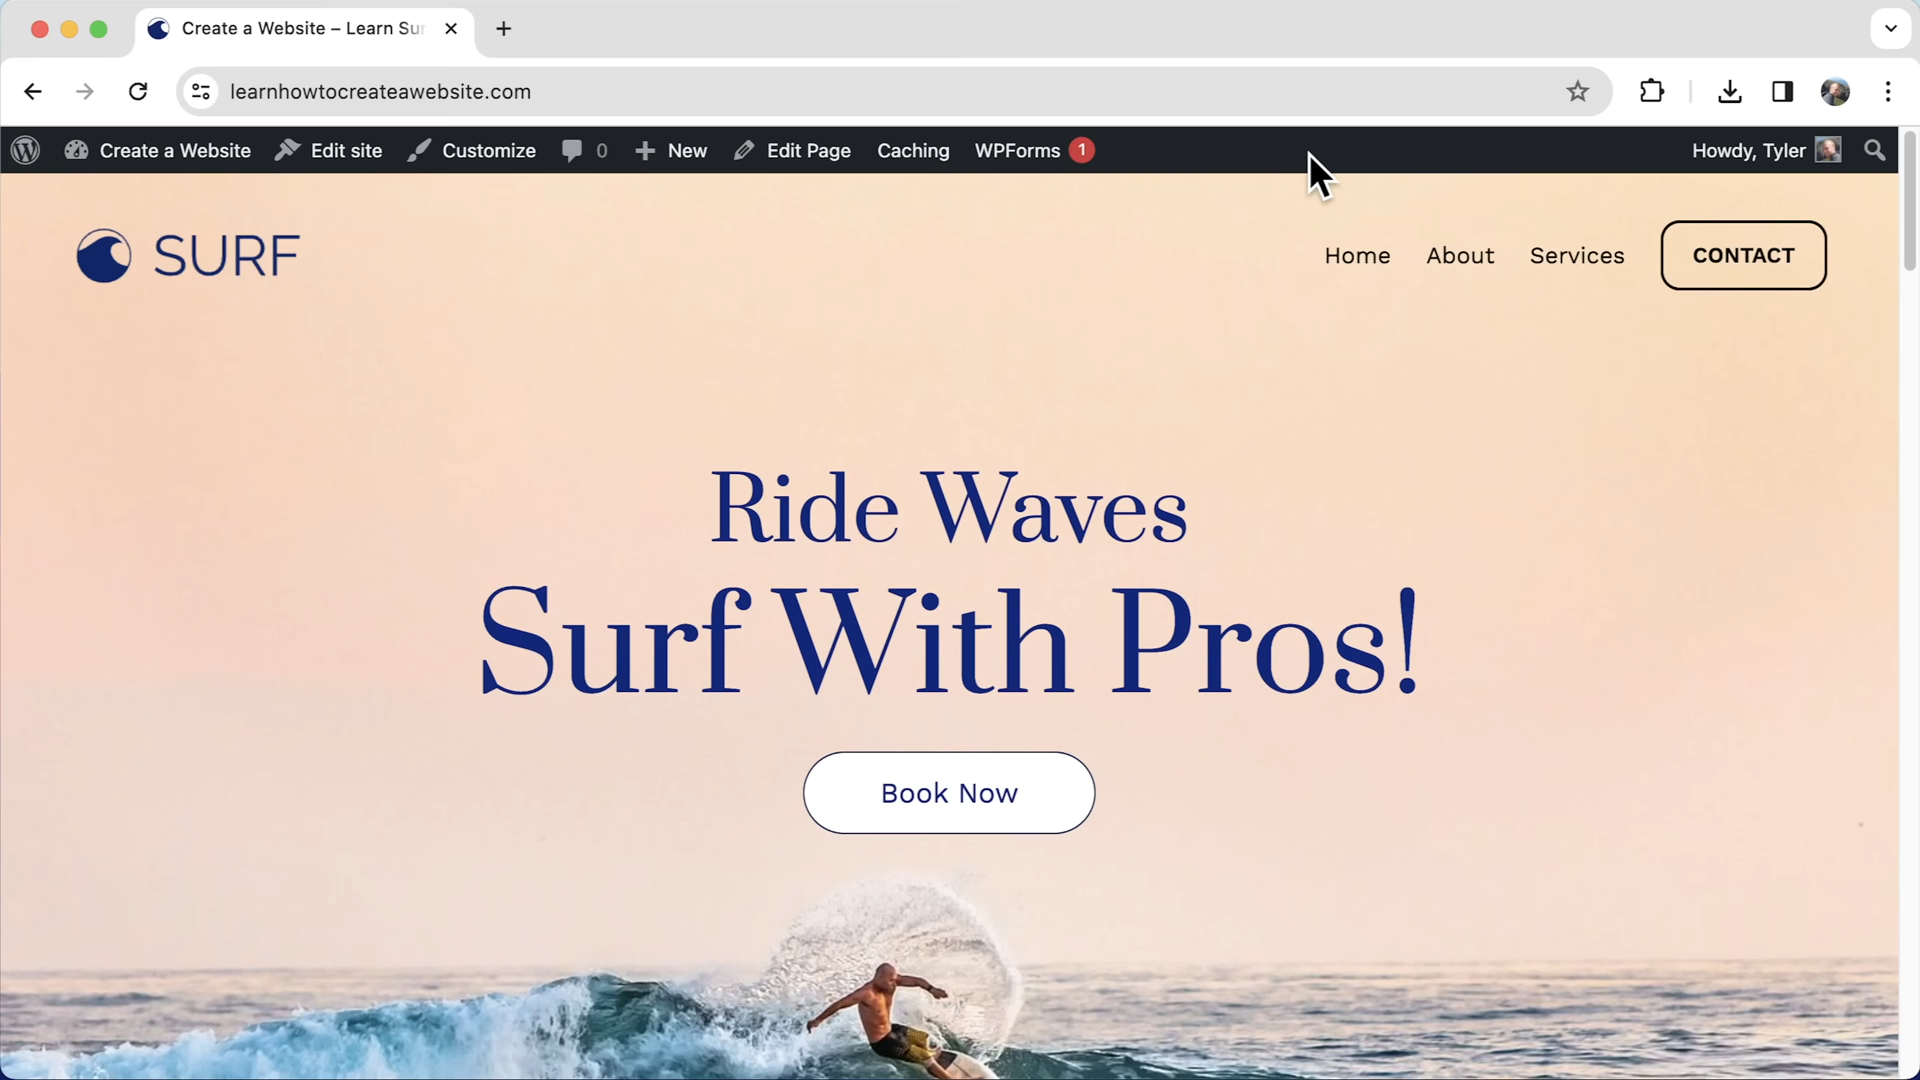 Create a Website – Learn Sur
learnhowtocreateawebsite.com
Create a Website Edit site Customize 0 New Edit Page Caching WPForms 1 Howdy, Tyler
SURF Home About Services CONTACT
Ride Waves
Surf With Pros!
Book Now